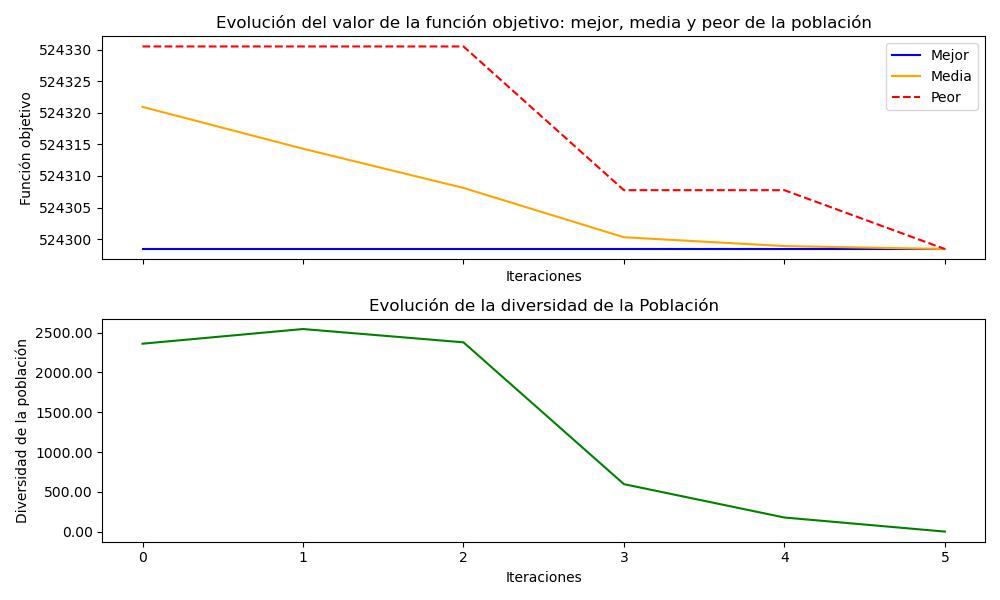 Evolución del valor de la función objetivo: mejor, media y peor de la población
524330
524325
524320
524315
524310
524305
524300
Función objetivo
Mejor
Media
Peor
Iteraciones
Evolución de la diversidad de la Población
2500.00
2000.00
1500.00
1000.00
500.00
0.00
Diversidad de la población
0 1 2 3 4 5
Iteraciones